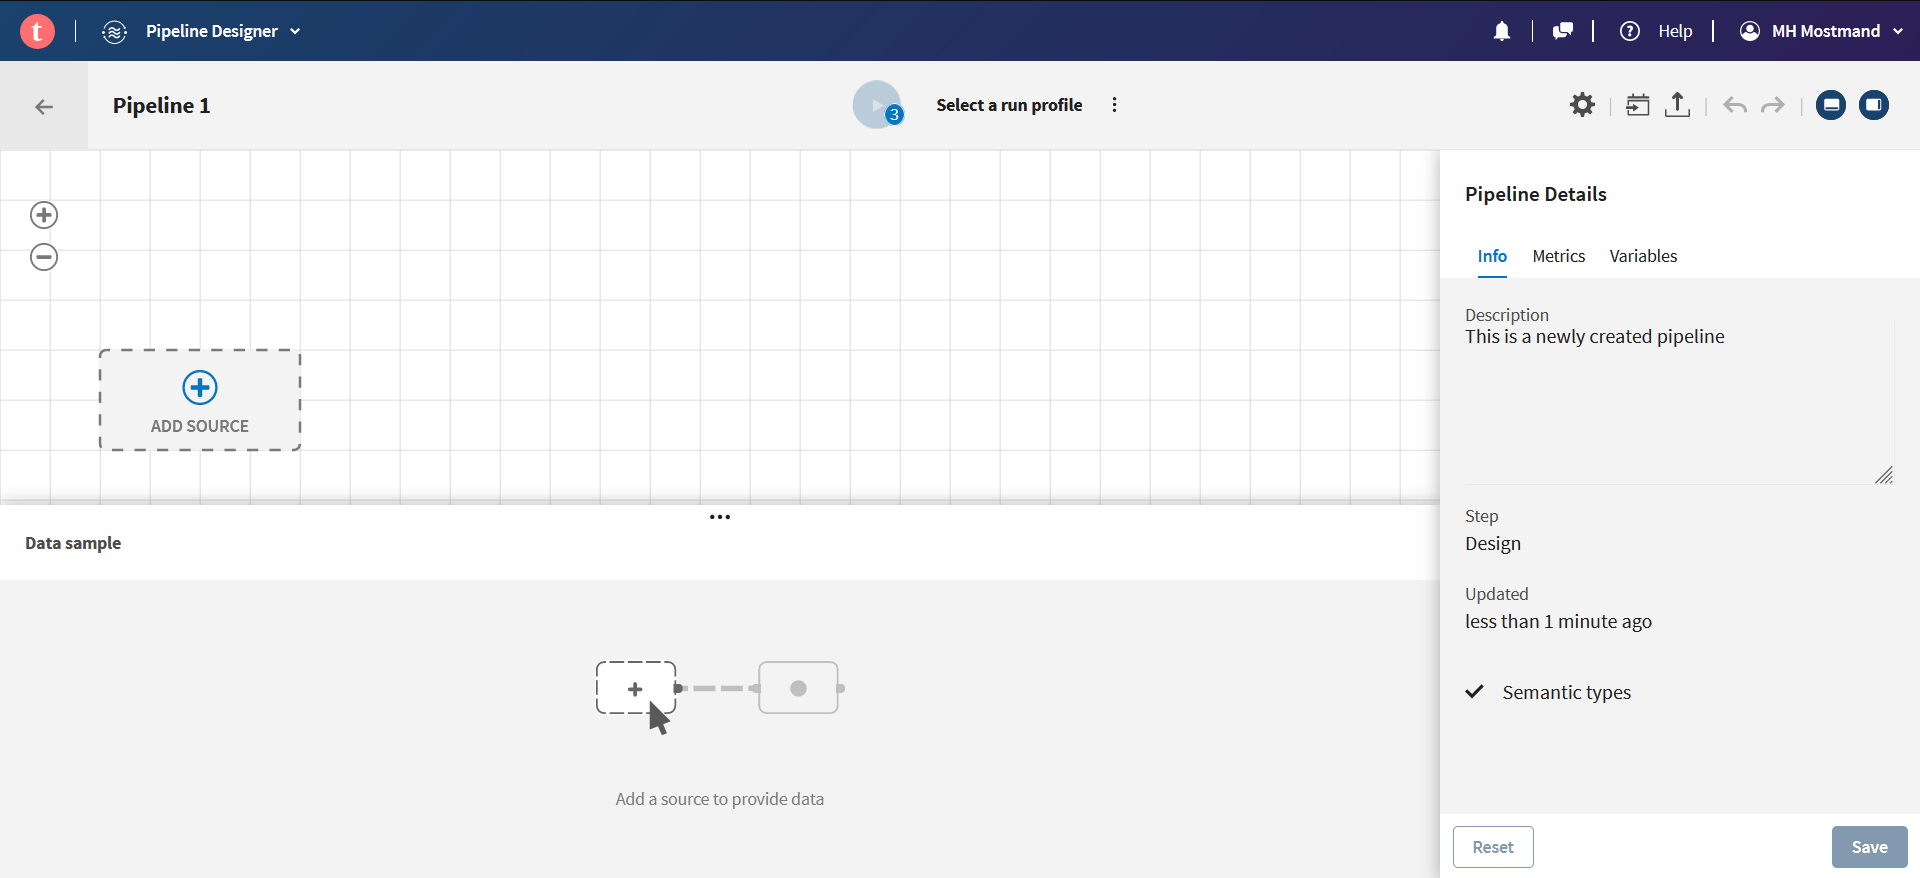 t
Pipeline Designer
Help
MH Mostmand
Pipeline 1
3
Select a run profile
ADD SOURCE
Data sample
Add a source to provide data
Pipeline Details
Info Metrics Variables
Description
This is a newly created pipeline
Step
Design
Updated
less than 1 minute ago
Semantic types
Reset
Save